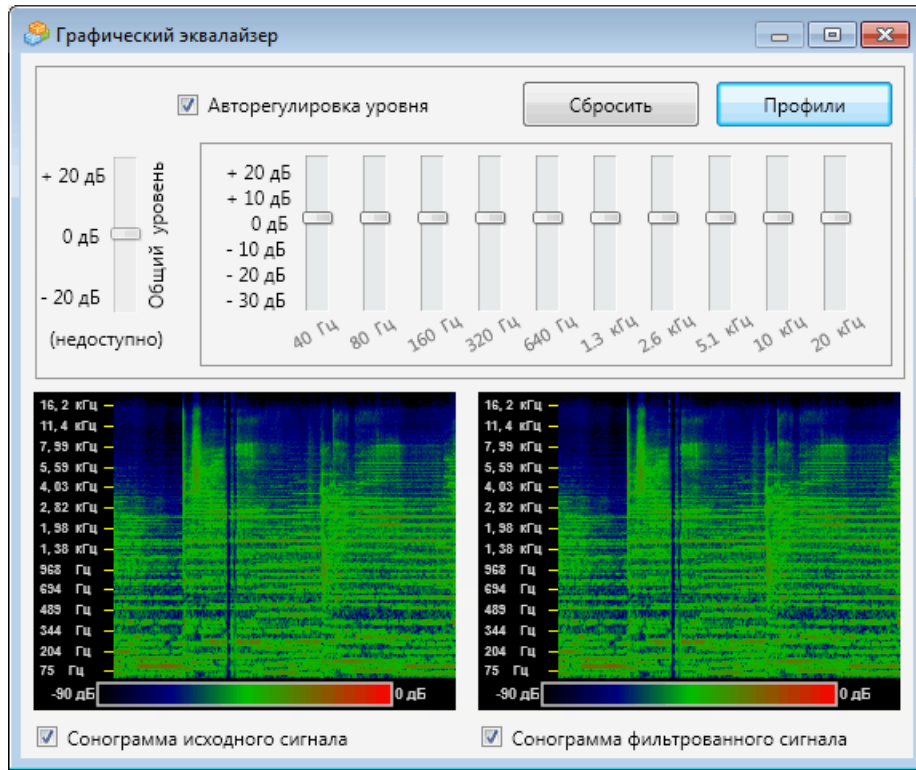 Графический эквалайзер
Авторегулировка уровня
Сбросить
Профили
+ 20 дБ
0 дБ
- 20 дБ
Общий уровень
(недоступно)
+ 20 дБ
+ 10 дБ
0 дБ
- 10 дБ
- 20 дБ
- 30 дБ
40 Гц
80 Гц
160 Гц
320 Гц
640 Гц
1.3 кГц
2.6 кГц
5.1 кГц
10 кГц
20 кГц
16,2 кГц
11,4 кГц
7,99 кГц
5,59 кГц
4,03 кГц
2,82 кГц
1,98 кГц
1,38 кГц
968 Гц
694 Гц
489 Гц
344 Гц
204 Гц
75 Гц
-90 дБ
0 дБ
16,2 кГц
11,4 кГц
7,99 кГц
5,59 кГц
4,03 кГц
2,82 кГц
1,98 кГц
1,38 кГц
968 Гц
694 Гц
489 Гц
344 Гц
204 Гц
75 Гц
-90 дБ
0 дБ
Сонограмма исходного сигнала
Сонограмма фильтрованного сигнала